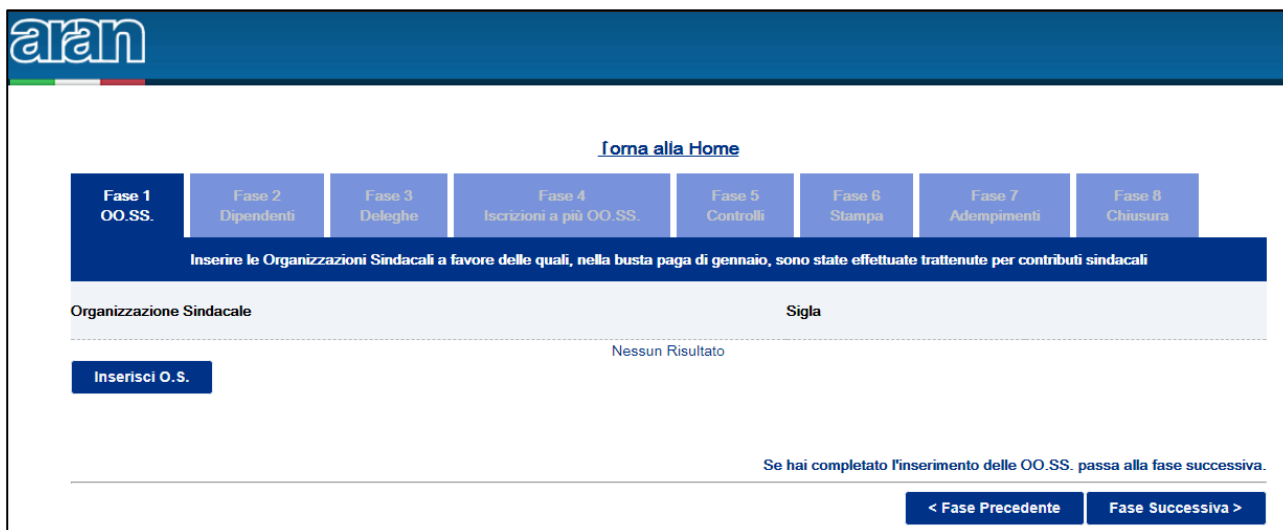 aran
Torna alla Home
Fase 1 Fase 2 Fase 3 Fase 4 Fase 5 Fase 6 Fase 7 Fase 8
OO.SS. Dipendenti Deleghe Iscrizioni a più OO.SS. Controlli Stampa Adempimenti Chiusura
Inserire le Organizzazioni Sindacali a favore delle quali, nella busta paga di gennaio, sono state effettuate trattenute per contributi sindacali
Organizzazione Sindacale Sigla
Nessun Risultato
Inserisci O.S.
Se hai completato l'inserimento delle OO.SS. passa alla fase successiva.
< Fase Precedente Fase Successiva >